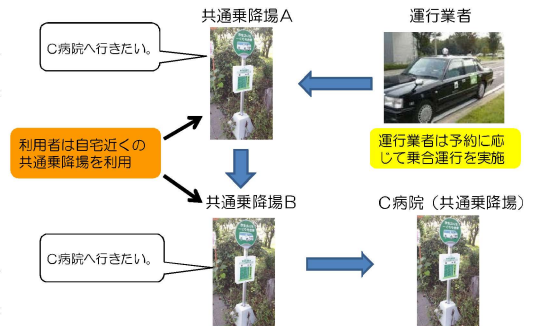 共通乗降場A
運行業者
C病院へ行きたい。
利用者は自宅近くの
共通乗降場を利用
運行業者は予約に応
じて乗合運行を実施
共通乗降場B
C病院（共通乗降場）
C病院へ行きたい。